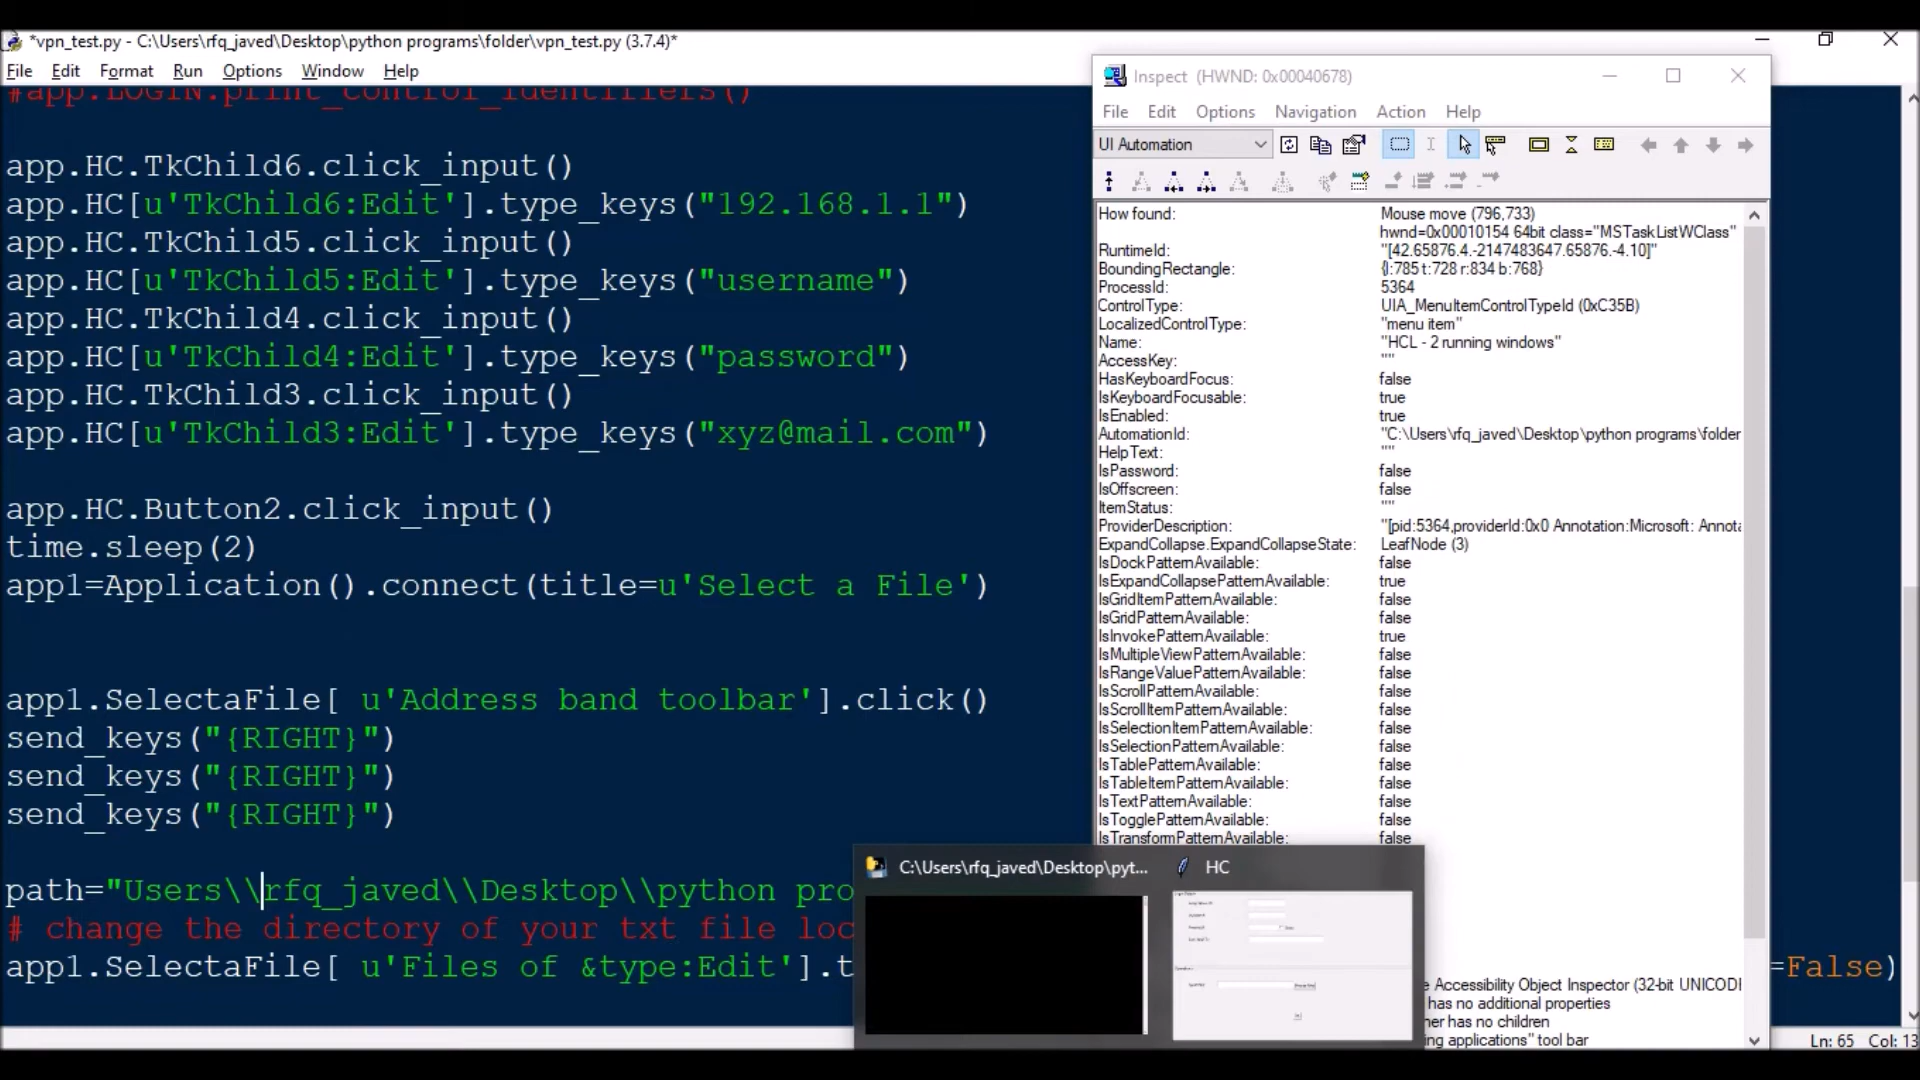 *vpn_test.py - C:\Users\rfq_javed\Desktop\python programs\folder\vpn_test.py (3.7.4)*
File Edit Format Run Options Window Help
#app.LOGIN.print_control_identifiers()
app.HC.TkChild6.click_input()
app.HC[u'TkChild6:Edit'].type_keys("192.168.1.1")
app.HC.TkChild5.click_input()
app.HC[u'TkChild5:Edit'].type_keys("username")
app.HC.TkChild4.click_input()
app.HC[u'TkChild4:Edit'].type_keys("password")
app.HC.TkChild3.click_input()
app.HC[u'TkChild3:Edit'].type_keys("xyz@mail.com")
app.HC.Button2.click_input()
time.sleep(2)
app1=Application().connect(title=u'Select a File')
app1.SelectaFile[ u'Address band toolbar'].click()
send_keys("{RIGHT}")
send_keys("{RIGHT}")
send_keys("{RIGHT}")
path="Users\\rfq_javed\\Desktop\\python pro
# change the directory of your txt file loc
app1.SelectaFile[ u'Files of &type:Edit'].t
=False)
Ln: 65 Col: 13
Inspect (HWND: 0x00040678)
File Edit Options Navigation Action Help
UI Automation
How found: Mouse move (796,733)
hwnd=0x00010154 64bit class="MSTaskListWClass"
RuntimeId: "[42.65876.4.-2147483647.65876.-4.10]"
BoundingRectangle: {l:785 t:728 r:834 b:768}
ProcessId: 5364
ControlType: UIA_MenuItemControlTypeId (0xC35B)
LocalizedControlType: "menu item"
Name: "HCL - 2 running windows"
AccessKey: ""
HasKeyboardFocus: false
IsKeyboardFocusable: true
IsEnabled: true
AutomationId: "C:\Users\rfq_javed\Desktop\python programs\folder
HelpText: ""
IsPassword: false
IsOffscreen: false
ItemStatus: ""
ProviderDescription: "[pid:5364,providerId:0x0 Annotation:Microsoft: Annota
ExpandCollapse.ExpandCollapseState: LeafNode (3)
IsDockPatternAvailable: false
IsExpandCollapsePatternAvailable: true
IsGridItemPatternAvailable: false
IsGridPatternAvailable: false
IsInvokePatternAvailable: true
IsMultipleViewPatternAvailable: false
IsRangeValuePatternAvailable: false
IsScrollPatternAvailable: false
IsScrollItemPatternAvailable: false
IsSelectionItemPatternAvailable: false
IsSelectionPatternAvailable: false
IsTablePatternAvailable: false
IsTableItemPatternAvailable: false
IsTextPatternAvailable: false
IsTogglePatternAvailable: false
IsTransformPatternAvailable: false
C:\Users\rfq_javed\Desktop\pyt... HC
e Accessibility Object Inspector (32-bit UNICODE
has no additional properties
ner has no children
ng applications" tool bar